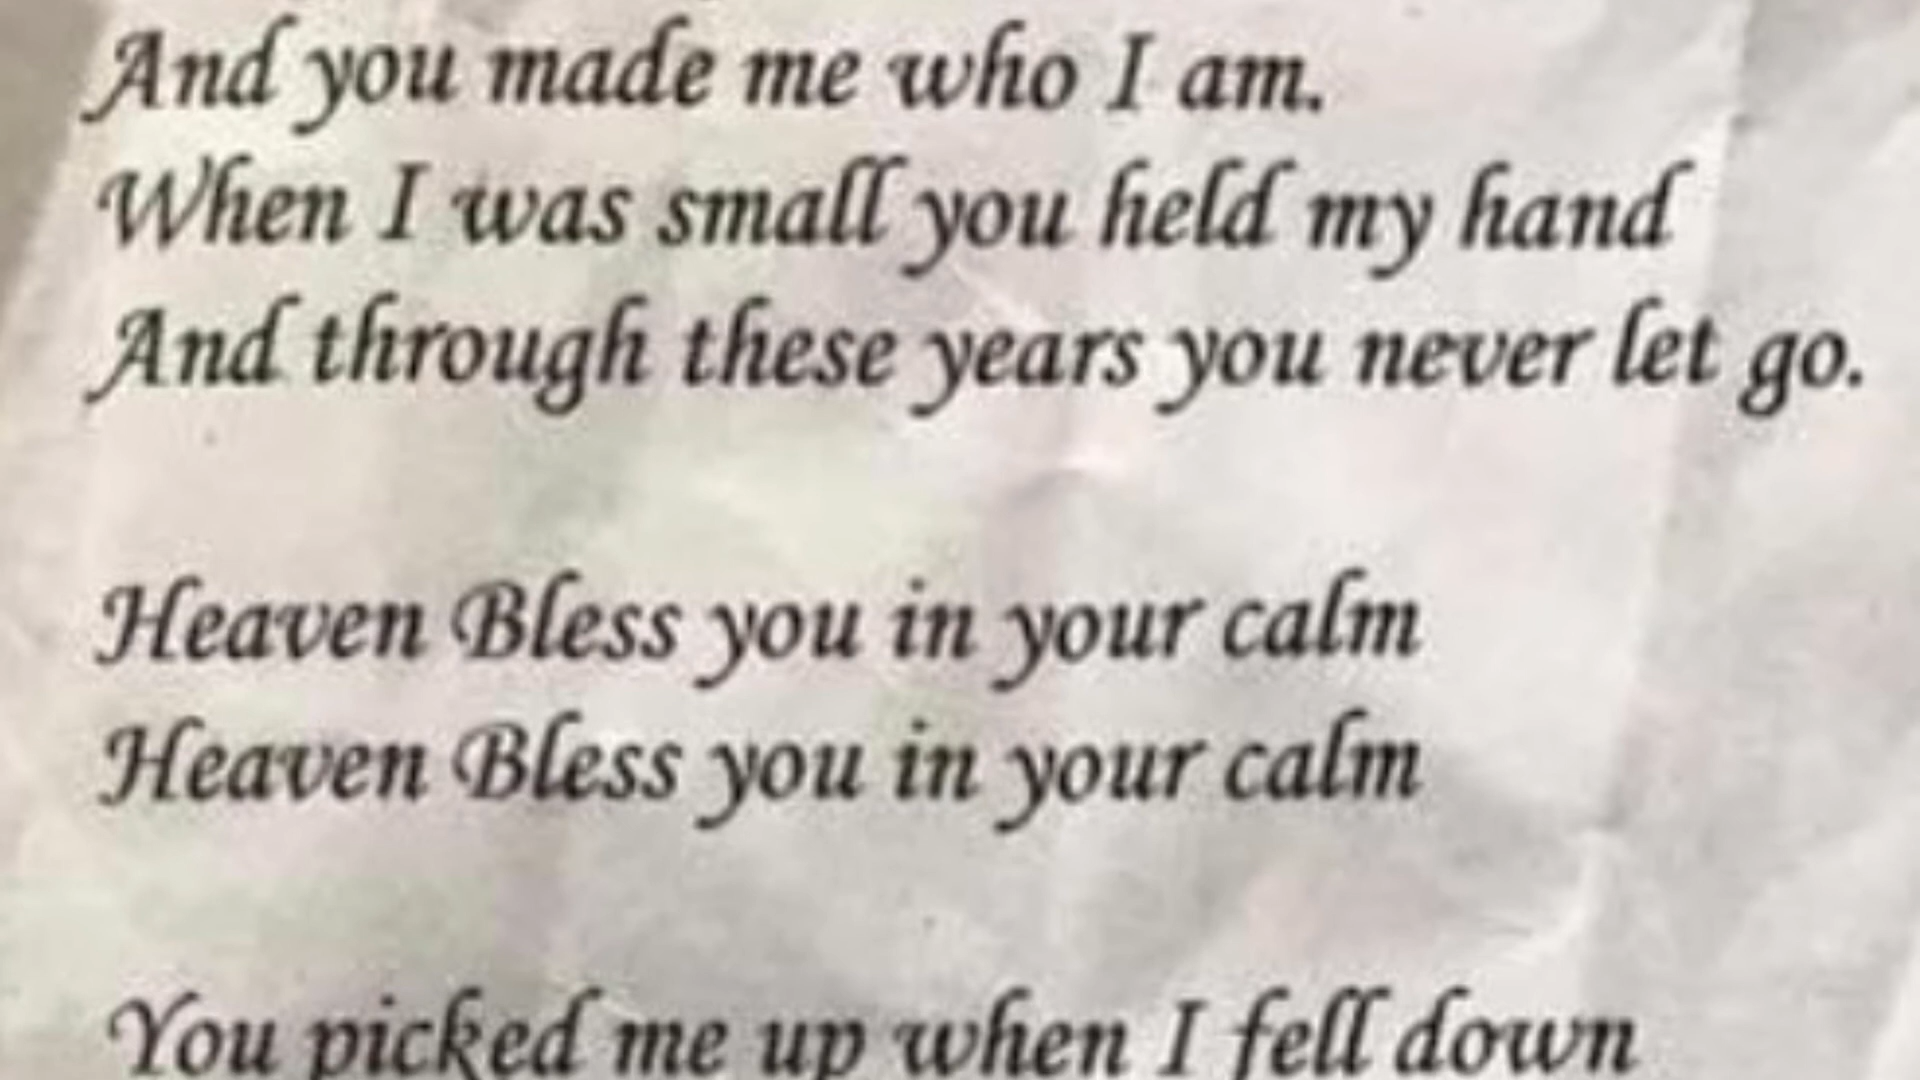 And you made me who I am.
When I was small you held my hand
And through these years you never let go.
Heaven Bless you in your calm
Heaven Bless you in your calm
You picked me up when I fell down